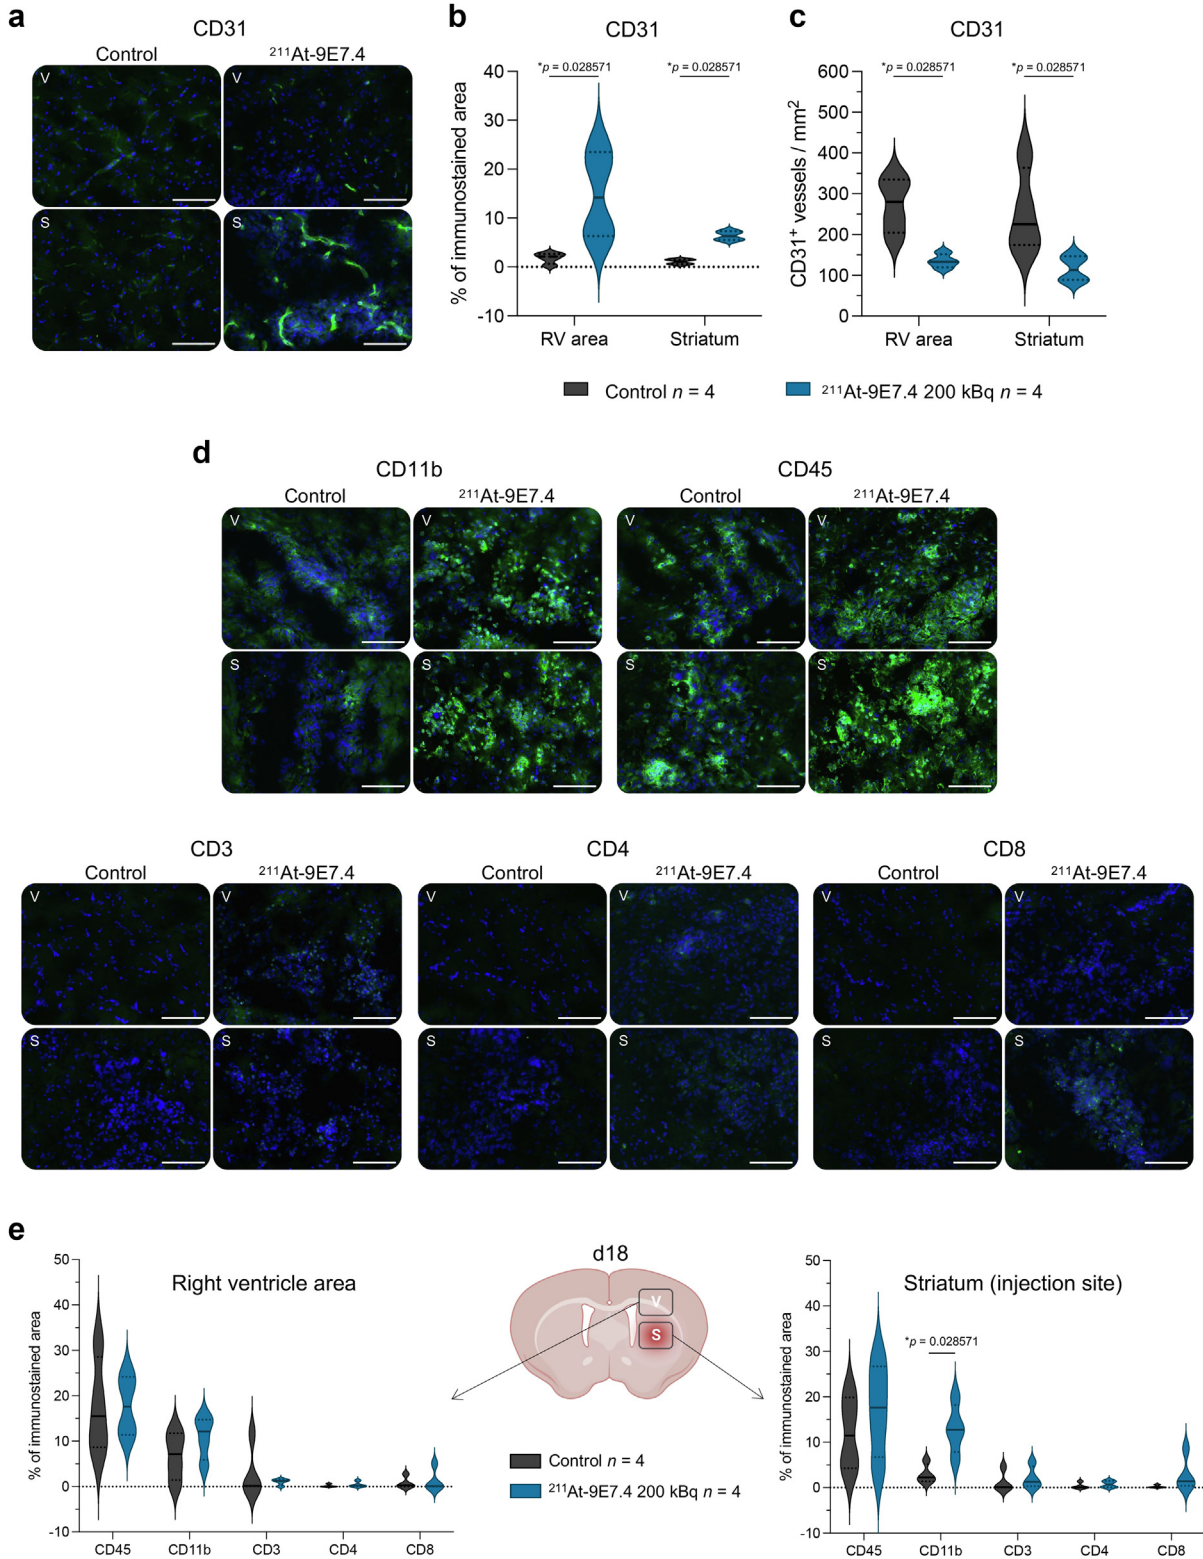 a
CD31
Control
²¹¹At-9E7.4
V
V
S
S
b
CD31
*p = 0.028571
*p = 0.028571
% of immunostained area
40
30
20
10
0
-10
RV area
Striatum
c
CD31
*p = 0.028571
*p = 0.028571
CD31⁺ vessels / mm²
600
500
400
300
200
100
0
RV area
Striatum
Control n = 4
²¹¹At-9E7.4 200 kBq n = 4
d
CD11b
CD45
Control
²¹¹At-9E7.4
Control
²¹¹At-9E7.4
V
V
V
V
S
S
S
S
CD3
CD4
CD8
Control
²¹¹At-9E7.4
Control
²¹¹At-9E7.4
Control
²¹¹At-9E7.4
V
V
V
V
V
V
S
S
S
S
S
S
e
Right ventricle area
% of immunostained area
50
40
30
20
10
0
-10
CD45
CD11b
CD3
CD4
CD8
d18
V
S
Control n = 4
²¹¹At-9E7.4 200 kBq n = 4
Striatum (injection site)
*p = 0.028571
% of immunostained area
50
40
30
20
10
0
-10
CD45
CD11b
CD3
CD4
CD8